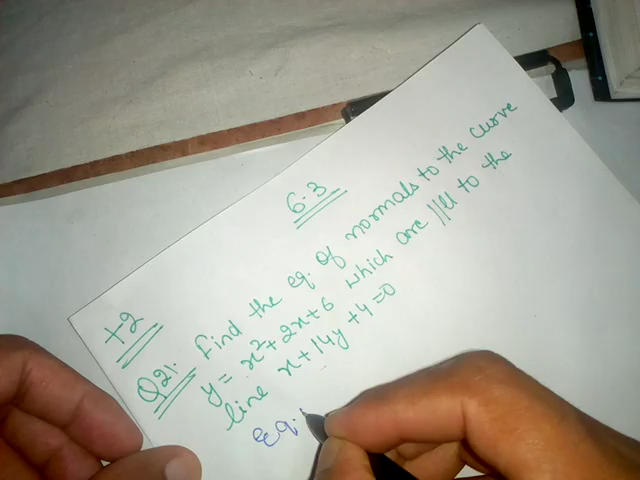 6.3
+2
Q21. Find the eq. of normals to the curve
y = x²+2x+6 which are ||ll to the
line x+14y+4=0
Eq.